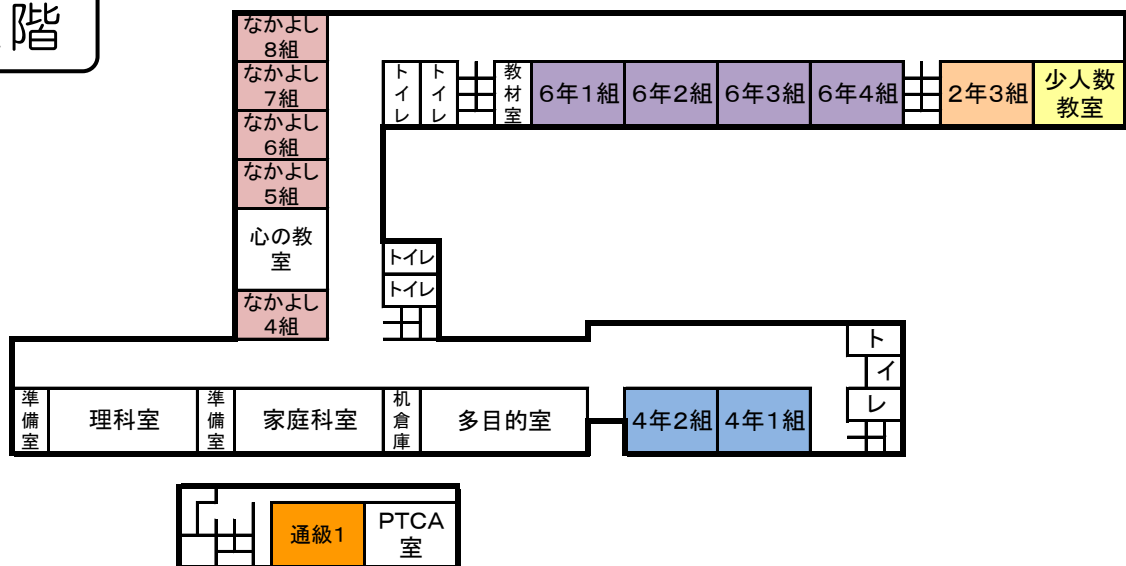 階
なかよし
8組
なかよし
7組
なかよし
6組
なかよし
5組
心の教
室
なかよし
4組
トイレ
トイレ
教材室
6年1組
6年2組
6年3組
6年4組
2年3組
少人数
教室
トイレ
トイレ
トイレ
準備室
理科室
準備室
家庭科室
机倉庫
多目的室
4年2組
4年1組
通級1
PTCA
室